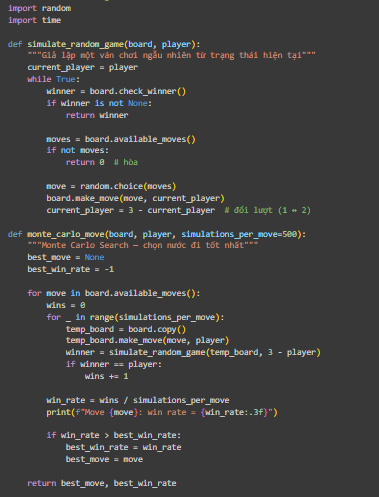 import random
import time

def simulate_random_game(board, player):
    """Giả lập một ván chơi ngẫu nhiên từ trạng thái hiện tại"""
    current_player = player
    while True:
        winner = board.check_winner()
        if winner is not None:
            return winner

        moves = board.available_moves()
        if not moves:
            return 0  # hòa

        move = random.choice(moves)
        board.make_move(move, current_player)
        current_player = 3 - current_player  # đổi lượt (1 ↔ 2)

def monte_carlo_move(board, player, simulations_per_move=500):
    """Monte Carlo Search — chọn nước đi tốt nhất"""
    best_move = None
    best_win_rate = -1

    for move in board.available_moves():
        wins = 0
        for _ in range(simulations_per_move):
            temp_board = board.copy()
            temp_board.make_move(move, player)
            winner = simulate_random_game(temp_board, 3 - player)
            if winner == player:
                wins += 1

        win_rate = wins / simulations_per_move
        print(f"Move {move}: win rate = {win_rate:.3f}")

        if win_rate > best_win_rate:
            best_win_rate = win_rate
            best_move = move

    return best_move, best_win_rate